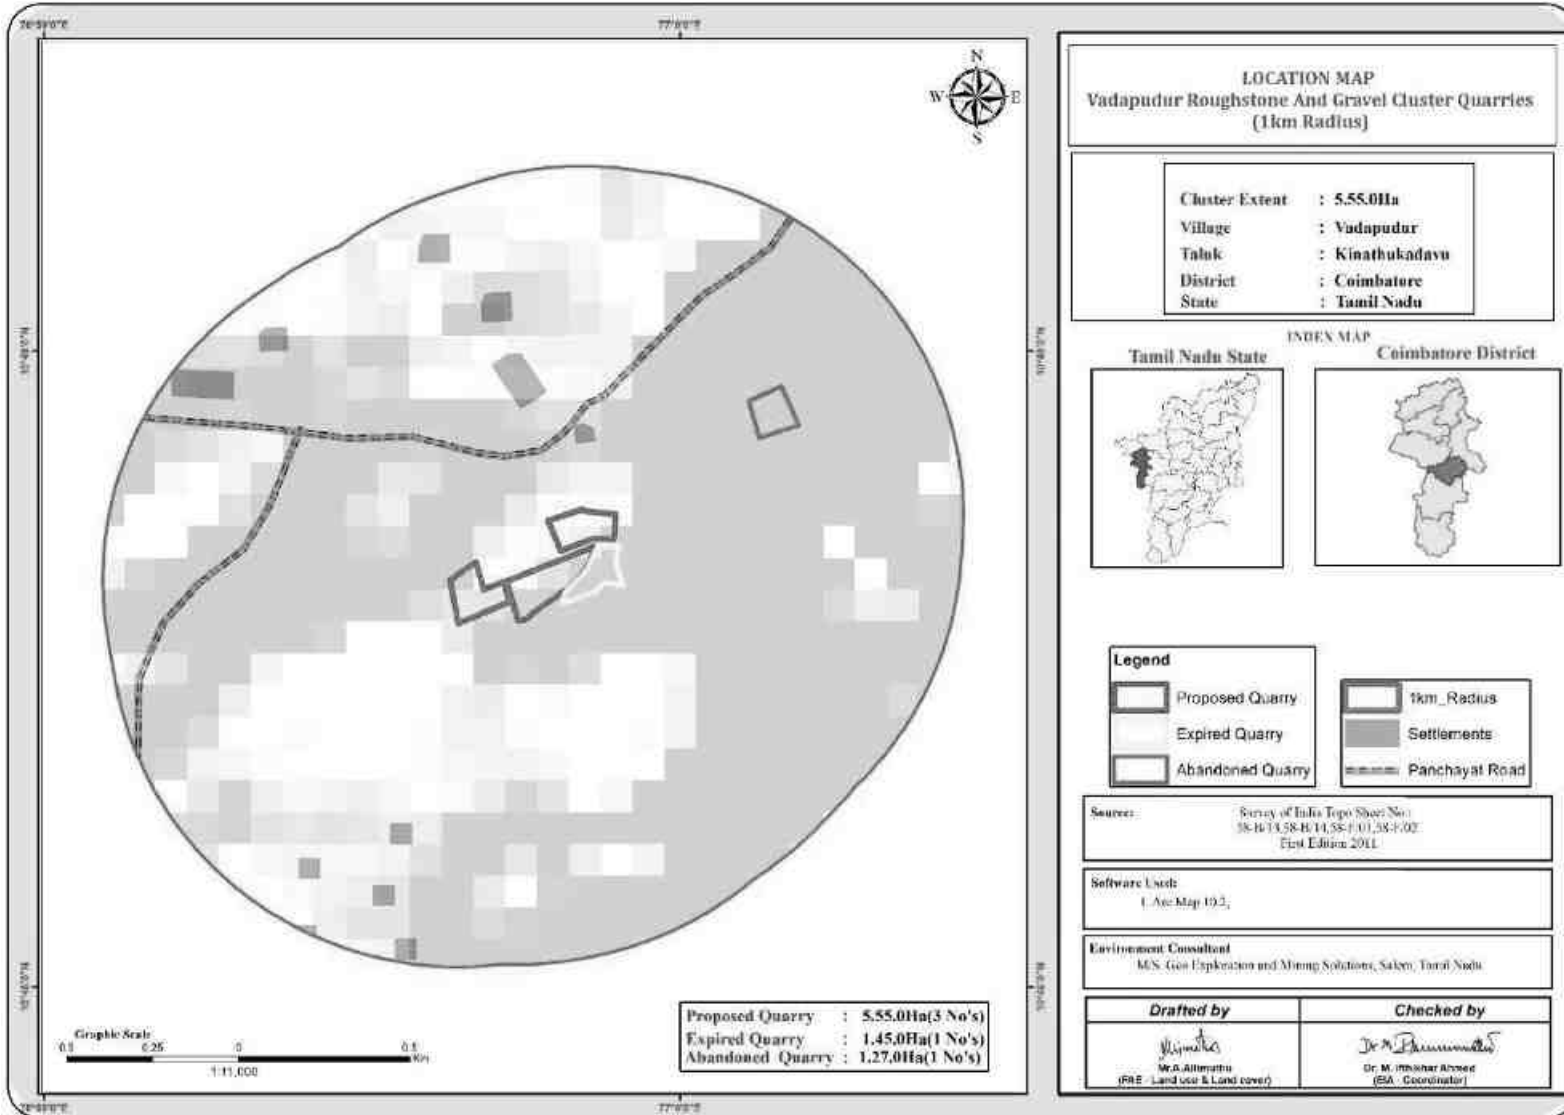 77°0'0"E
N
W E
S
LOCATION MAP
Vadapudur Roughstone And Gravel Cluster Quarries
(1km Radius)
Cluster Extent : 5.55.0Ha
Village : Vadapudur
Taluk : Kinathukadavu
District : Coimbatore
State : Tamil Nadu
INDEX MAP
Tamil Nadu State
Coimbatore District
Legend
Proposed Quarry
Expired Quarry
Abandoned Quarry
1km_Radius
Settlements
Panchayat Road
Source:
Survey of India Topo Sheet No:
First Edition 2011
Software Used:
1. Arc Map 10.2,
Environment Consultant
M/S. Geo Exploration and Mining Solutions, Salem, Tamil Nadu
Drafted by
Checked by
Mr.A.Allimuthu
(FAE - Land use & Land cover)
Dr. M. Ifthikhar Ahmed
(EIA - Coordinator)
Proposed Quarry : 5.55.0Ha(3 No's)
Expired Quarry : 1.45.0Ha(1 No's)
Abandoned Quarry : 1.27.0Ha(1 No's)
Graphic Scale
0.5 0.25 0 0.5
Km
1:11,000
77°0'0"E